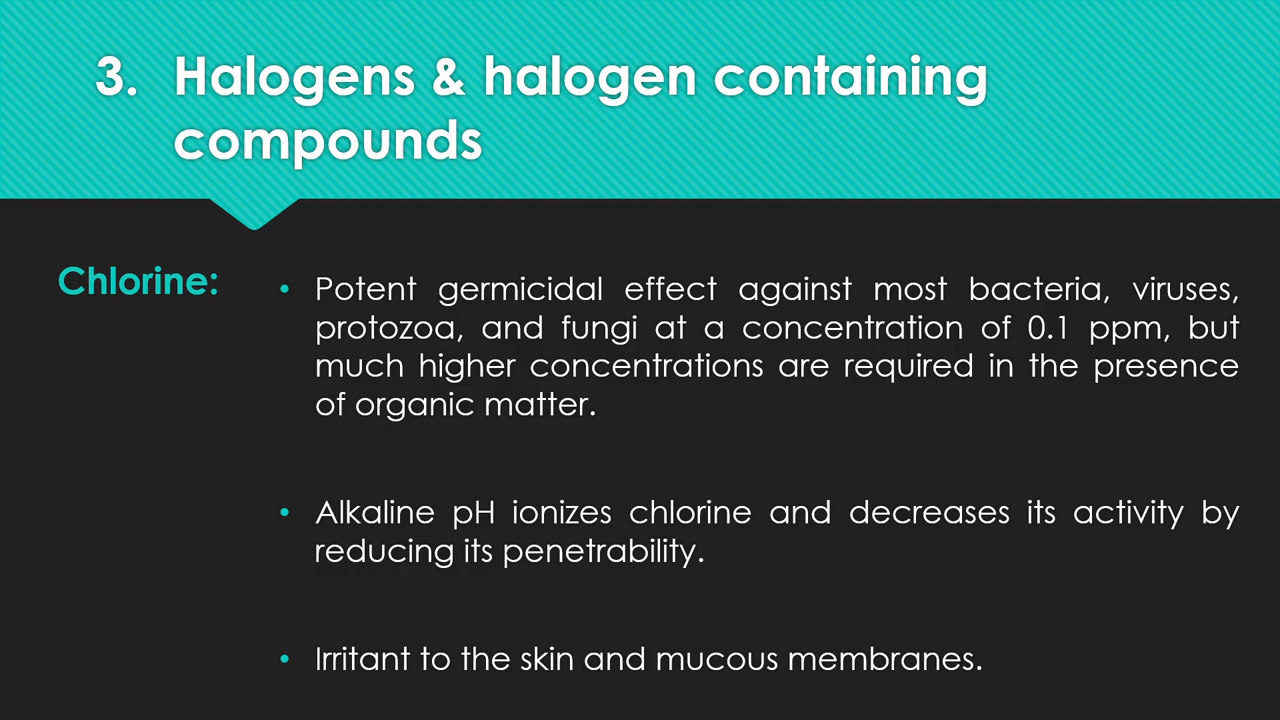 3. Halogens & halogen containing
compounds
Chlorine:
• Potent germicidal effect against most bacteria, viruses,
protozoa, and fungi at a concentration of 0.1 ppm, but
much higher concentrations are required in the presence
of organic matter.
• Alkaline pH ionizes chlorine and decreases its activity by
reducing its penetrability.
• Irritant to the skin and mucous membranes.